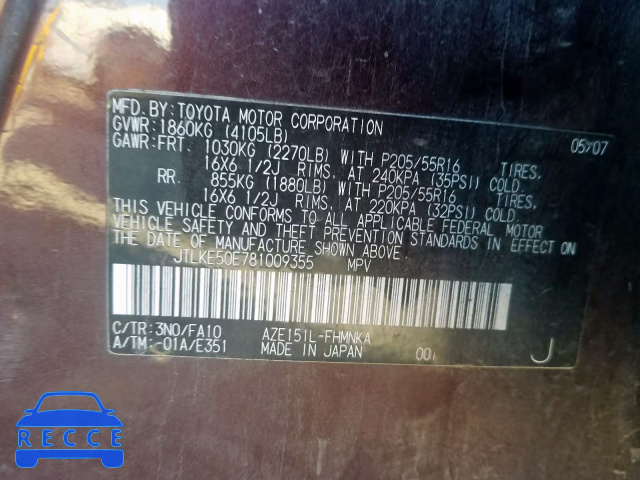 MFD. BY: TOYOTA MOTOR CORPORATION 05/07
GVWR: 1860KG (4105LB)
GAWR: FRT. 1030KG (2270LB) WITH P205/55R16 TIRES,
16X6 1/2J RIMS, AT 240KPA (35PSI) COLD.
RR. 855KG (1880LB) WITH P205/55R16 TIRES,
16X6 1/2J RIMS, AT 220KPA (32PSI) COLD.
THIS VEHICLE CONFORMS TO ALL APPLICABLE FEDERAL MOTOR
VEHICLE SAFETY AND THEFT PREVENTION STANDARDS IN EFFECT ON
THE DATE OF MANUFACTURE SHOWN ABOVE.
JTLKE50E781009355 MPV
C/TR: 3N0/FA10 AZE151L-FHMNKA
A/TM: -01A/E351 MADE IN JAPAN 001 J
RECCE